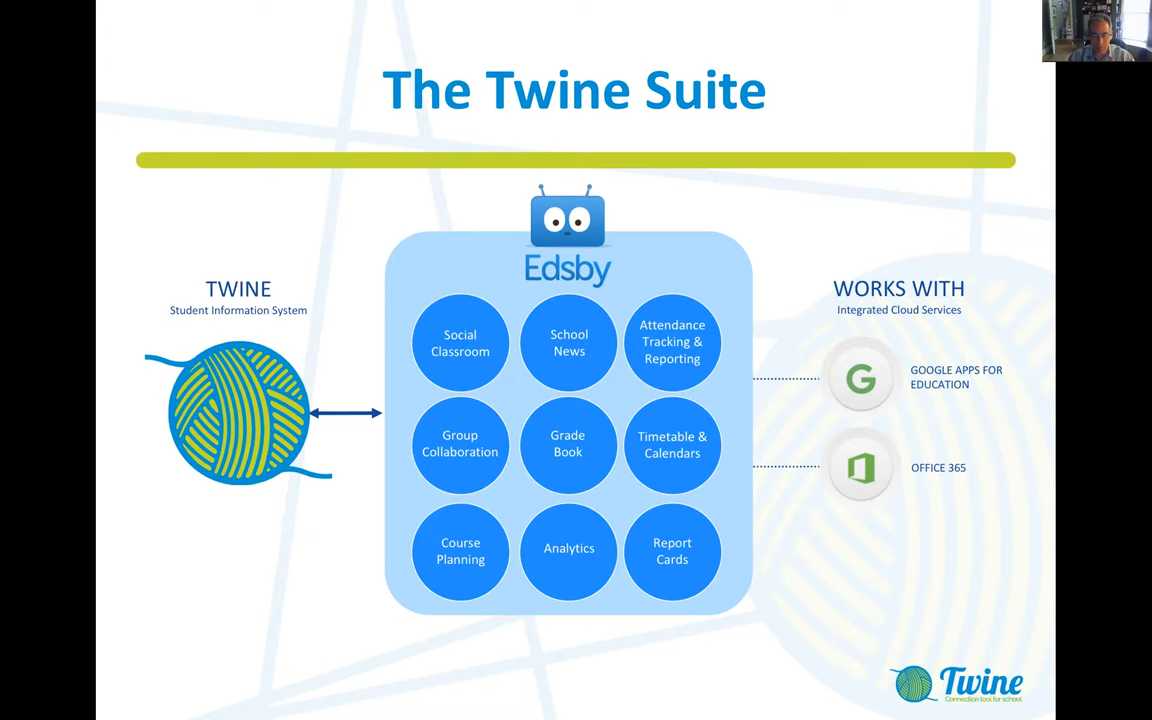 The Twine Suite
Edsby
TWINE
Student Information System
Social
Classroom
School
News
Attendance
Tracking &
Reporting
Group
Collaboration
Grade
Book
Timetable &
Calendars
Course
Planning
Analytics
Report
Cards
WORKS WITH
Integrated Cloud Services
G
GOOGLE APPS FOR
EDUCATION
OFFICE 365
Twine
Connection tool for school